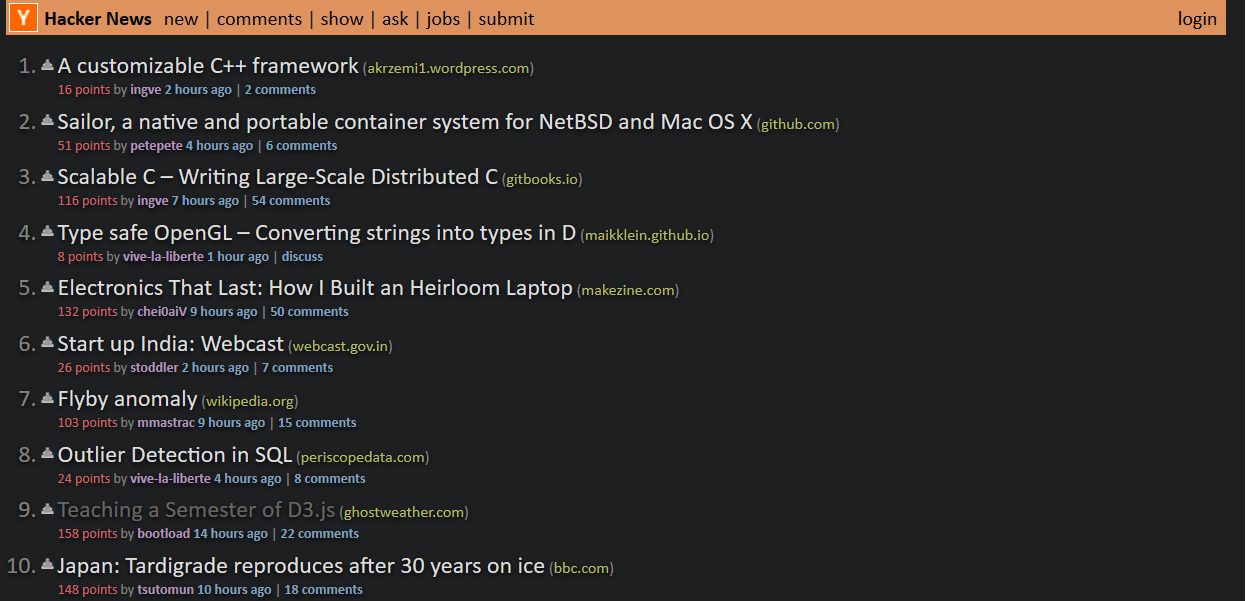 Y Hacker News new | comments | show | ask | jobs | submit login
1. A customizable C++ framework (akrzemi1.wordpress.com)
16 points by ingve 2 hours ago | 2 comments
2. Sailor, a native and portable container system for NetBSD and Mac OS X (github.com)
51 points by petepete 4 hours ago | 6 comments
3. Scalable C – Writing Large-Scale Distributed C (gitbooks.io)
116 points by ingve 7 hours ago | 54 comments
4. Type safe OpenGL – Converting strings into types in D (maikklein.github.io)
8 points by vive-la-liberte 1 hour ago | discuss
5. Electronics That Last: How I Built an Heirloom Laptop (makezine.com)
132 points by chei0aiV 9 hours ago | 50 comments
6. Start up India: Webcast (webcast.gov.in)
26 points by stoddler 2 hours ago | 7 comments
7. Flyby anomaly (wikipedia.org)
103 points by mmastrac 9 hours ago | 15 comments
8. Outlier Detection in SQL (periscopedata.com)
24 points by vive-la-liberte 4 hours ago | 8 comments
9. Teaching a Semester of D3.js (ghostweather.com)
158 points by bootload 14 hours ago | 22 comments
10. Japan: Tardigrade reproduces after 30 years on ice (bbc.com)
148 points by tsutomun 10 hours ago | 18 comments